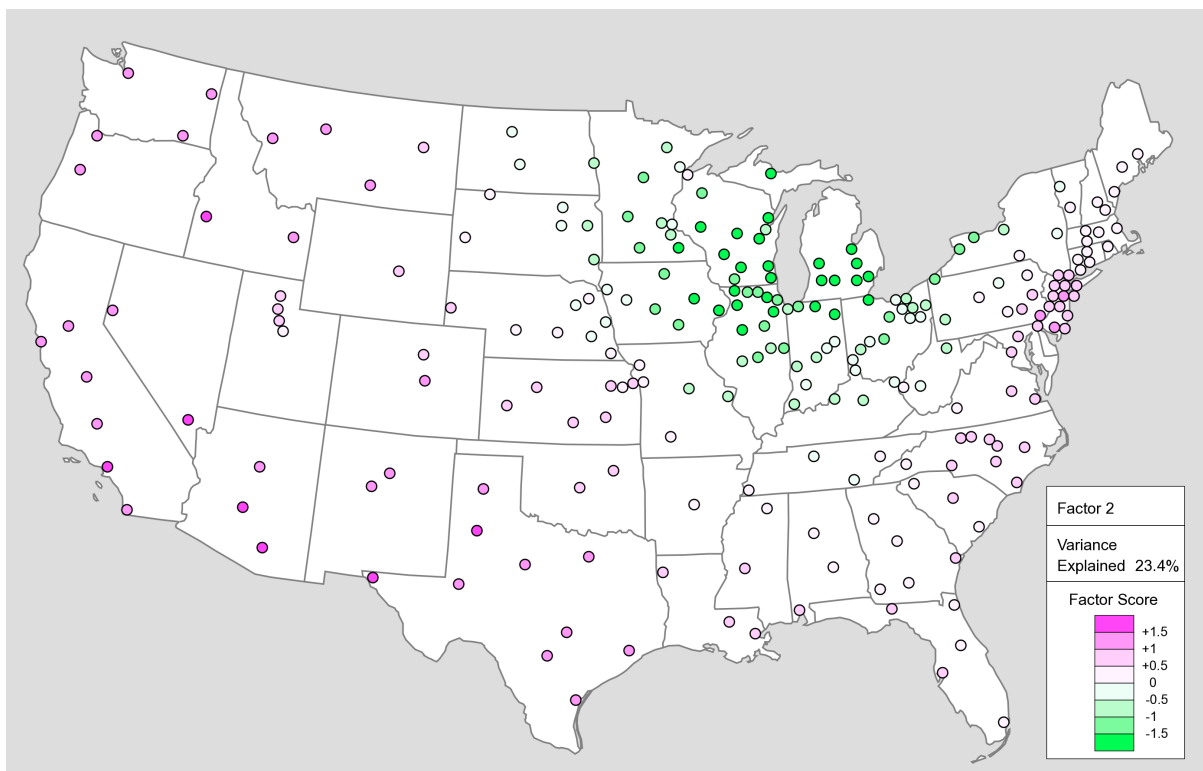 Factor 2
Variance
Explained 23.4%
Factor Score
+1.5
+1
+0.5
0
-0.5
-1
-1.5